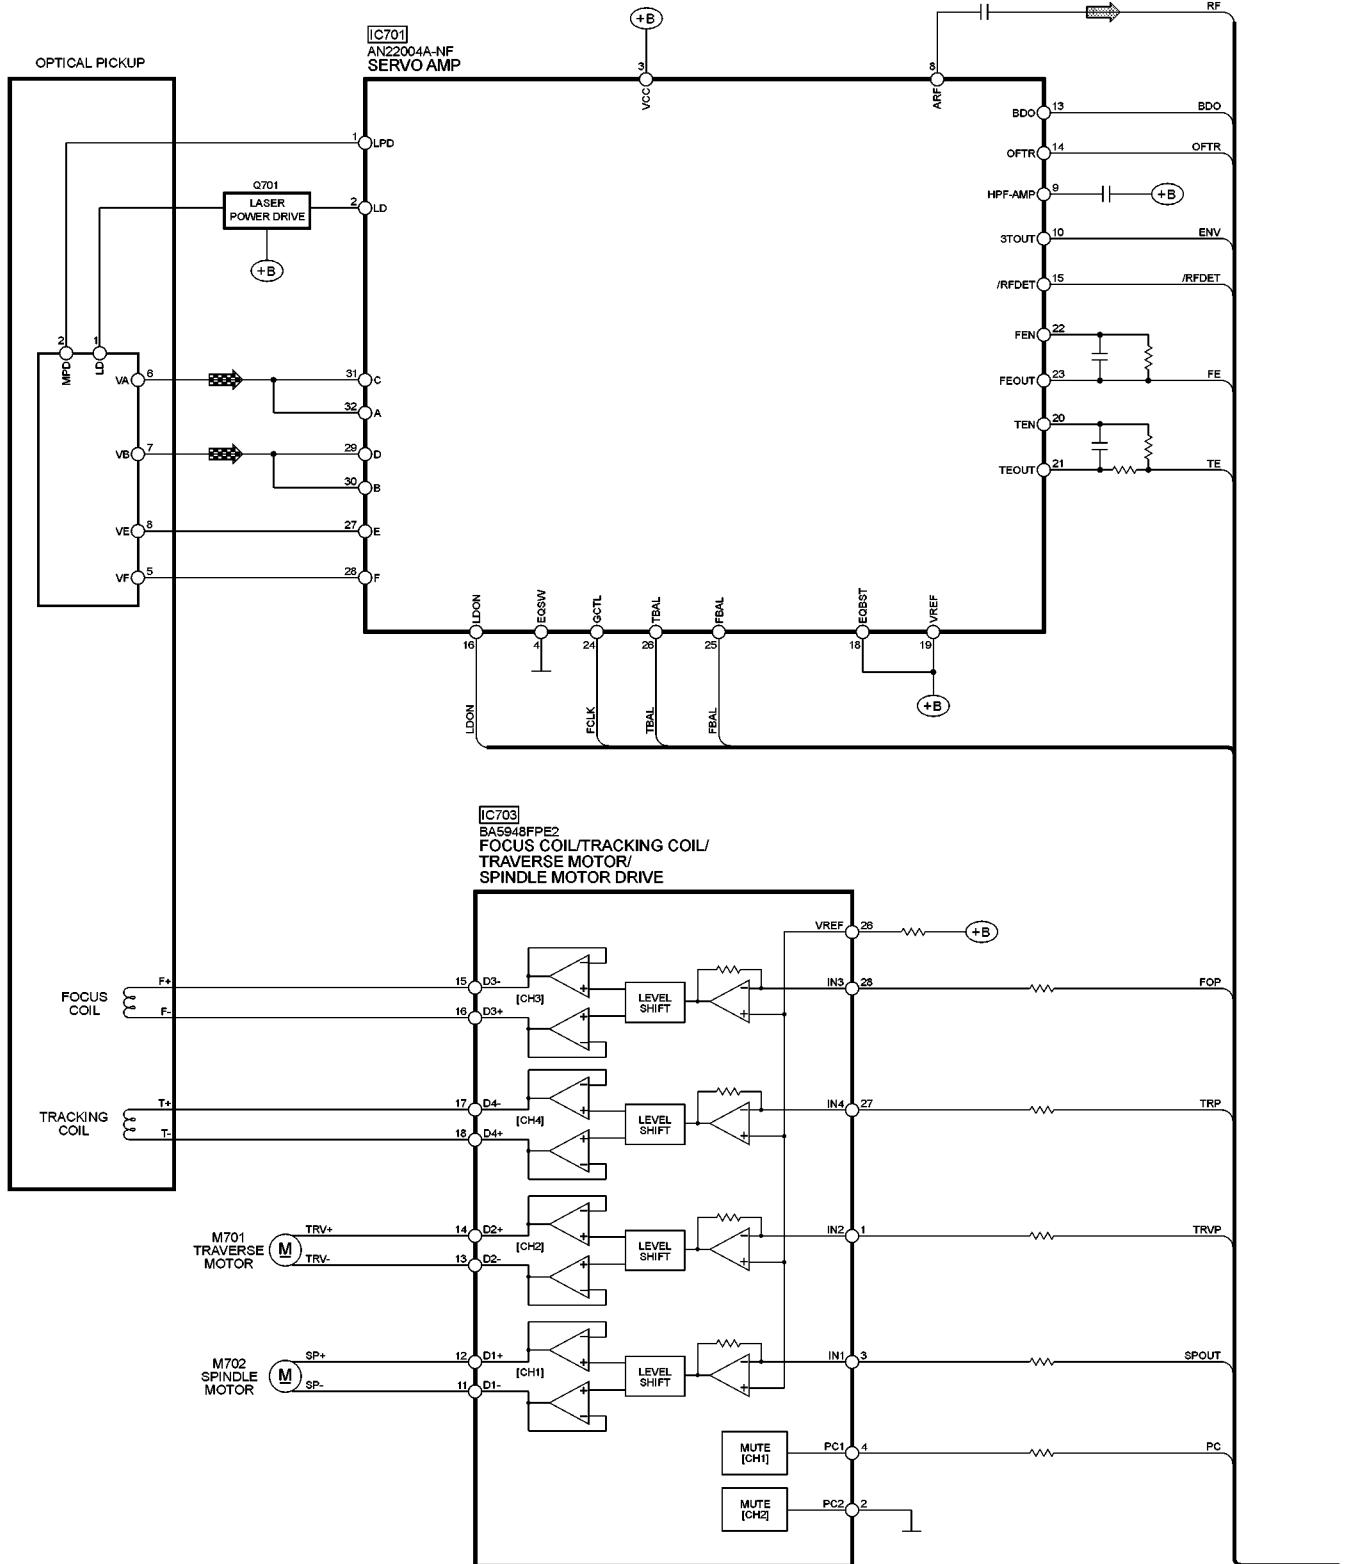 +B
RF
IC701
AN22004A-NF
SERVO AMP
OPTICAL PICKUP
3
VCC
8
ARF
BDO 13 BDO
1 LPD
OFTR 14 OFTR
Q701
LASER
POWER DRIVE
2 LD
HPF-AMP 9 +B
3TOUT 10 ENV
+B
/RFDET 15 /RFDET
2 1
MPD LD
FEN 22
VA 6 31 C
FEOUT 23 FE
32 A
TEN 20
VB 7 29 D
TEOUT 21 TE
30 B
VE 8 27 E
VF 5 28 F
LDON EQSW GCTL TBAL FBAL EQBST VREF
16 4 24 26 25 18 19
LDON FCLK TBAL FBAL
+B
IC703
BA5948FPE2
FOCUS COIL/TRACKING COIL/
TRAVERSE MOTOR/
SPINDLE MOTOR DRIVE
VREF 26 +B
FOCUS
COIL
F+ 15 D3-
[CH3]
F- 16 D3+
LEVEL
SHIFT
IN3 28 FOP
TRACKING
COIL
T+ 17 D4-
[CH4]
T- 18 D4+
LEVEL
SHIFT
IN4 27 TRP
M701
TRAVERSE
MOTOR
M
TRV+ 14 D2+
[CH2]
TRV- 13 D2-
LEVEL
SHIFT
IN2 1 TRVP
M702
SPINDLE
MOTOR
M
SP+ 12 D1+
[CH1]
SP- 11 D1-
LEVEL
SHIFT
IN1 3 SPOUT
MUTE
[CH1]
PC1 4 PC
MUTE
[CH2]
PC2 2